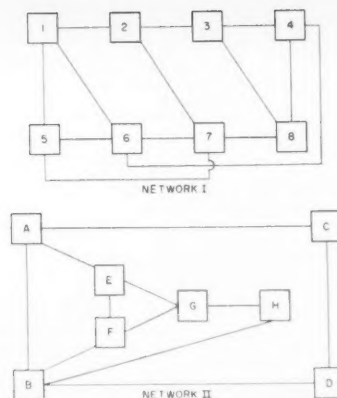 1 2 3 4
5 6 7 8
NETWORK I
A C
E
G H
F
B D
NETWORK II